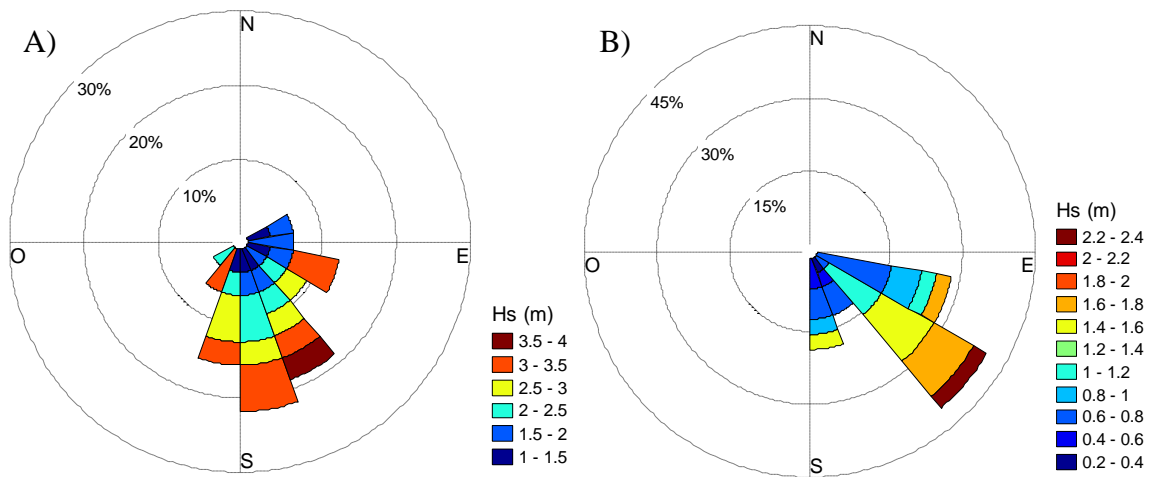 A)
N
30%
20%
10%
O
E
S
Hs (m)
3.5 - 4
3 - 3.5
2.5 - 3
2 - 2.5
1.5 - 2
1 - 1.5
B)
N
45%
30%
15%
O
E
S
Hs (m)
2.2 - 2.4
2 - 2.2
1.8 - 2
1.6 - 1.8
1.4 - 1.6
1.2 - 1.4
1 - 1.2
0.8 - 1
0.6 - 0.8
0.4 - 0.6
0.2 - 0.4